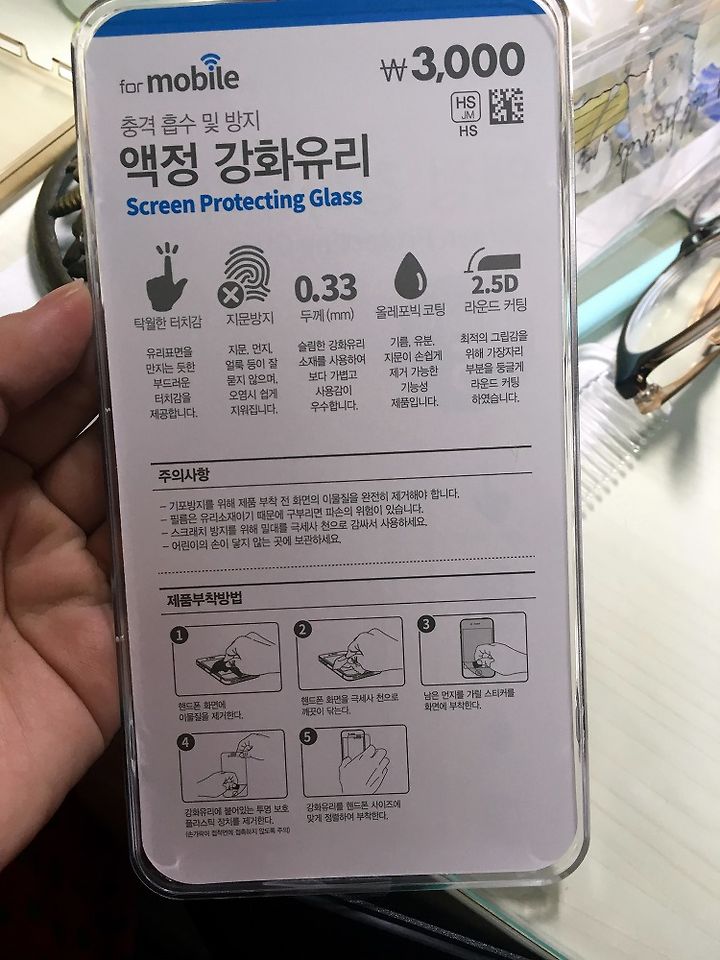 for mobile
₩3,000
HS
JM
HS
충격 흡수 및 방지
액정 강화유리
Screen Protecting Glass
탁월한 터치감
유리표면을
만지는 듯한
부드러운
터치감을
제공합니다.
지문방지
지문, 먼지,
얼룩 등이 잘
묻지 않으며,
오염시 쉽게
지워집니다.
0.33
두께(mm)
슬림한 강화유리
소재를 사용하여
보다 가볍고
사용감이
우수합니다.
올레포빅 코팅
기름, 유분,
지문이 손쉽게
제거 가능한
기능성
제품입니다.
2.5D
라운드 커팅
최적의 그립감을
위해 가장자리
부분을 둥글게
라운드 커팅
하였습니다.
주의사항
– 기포방지를 위해 제품 부착 전 화면의 이물질을 완전히 제거해야 합니다.
– 필름은 유리소재이기 때문에 구부리면 파손의 위험이 있습니다.
– 스크래치 방지를 위해 밀대를 극세사 천으로 감싸서 사용하세요.
– 어린이의 손이 닿지 않는 곳에 보관하세요.
제품부착방법
1
핸드폰 화면에
이물질을 제거한다.
2
핸드폰 화면을 극세사 천으로
깨끗이 닦는다.
3
남은 먼지를 가릴 스티커를
화면에 부착한다.
4
강화유리에 붙어있는 투명 보호
플라스틱 장치를 제거한다.
(손가락이 접착면에 접촉하지 않도록 주의)
5
강화유리를 핸드폰 사이즈에
맞게 정렬하여 부착한다.